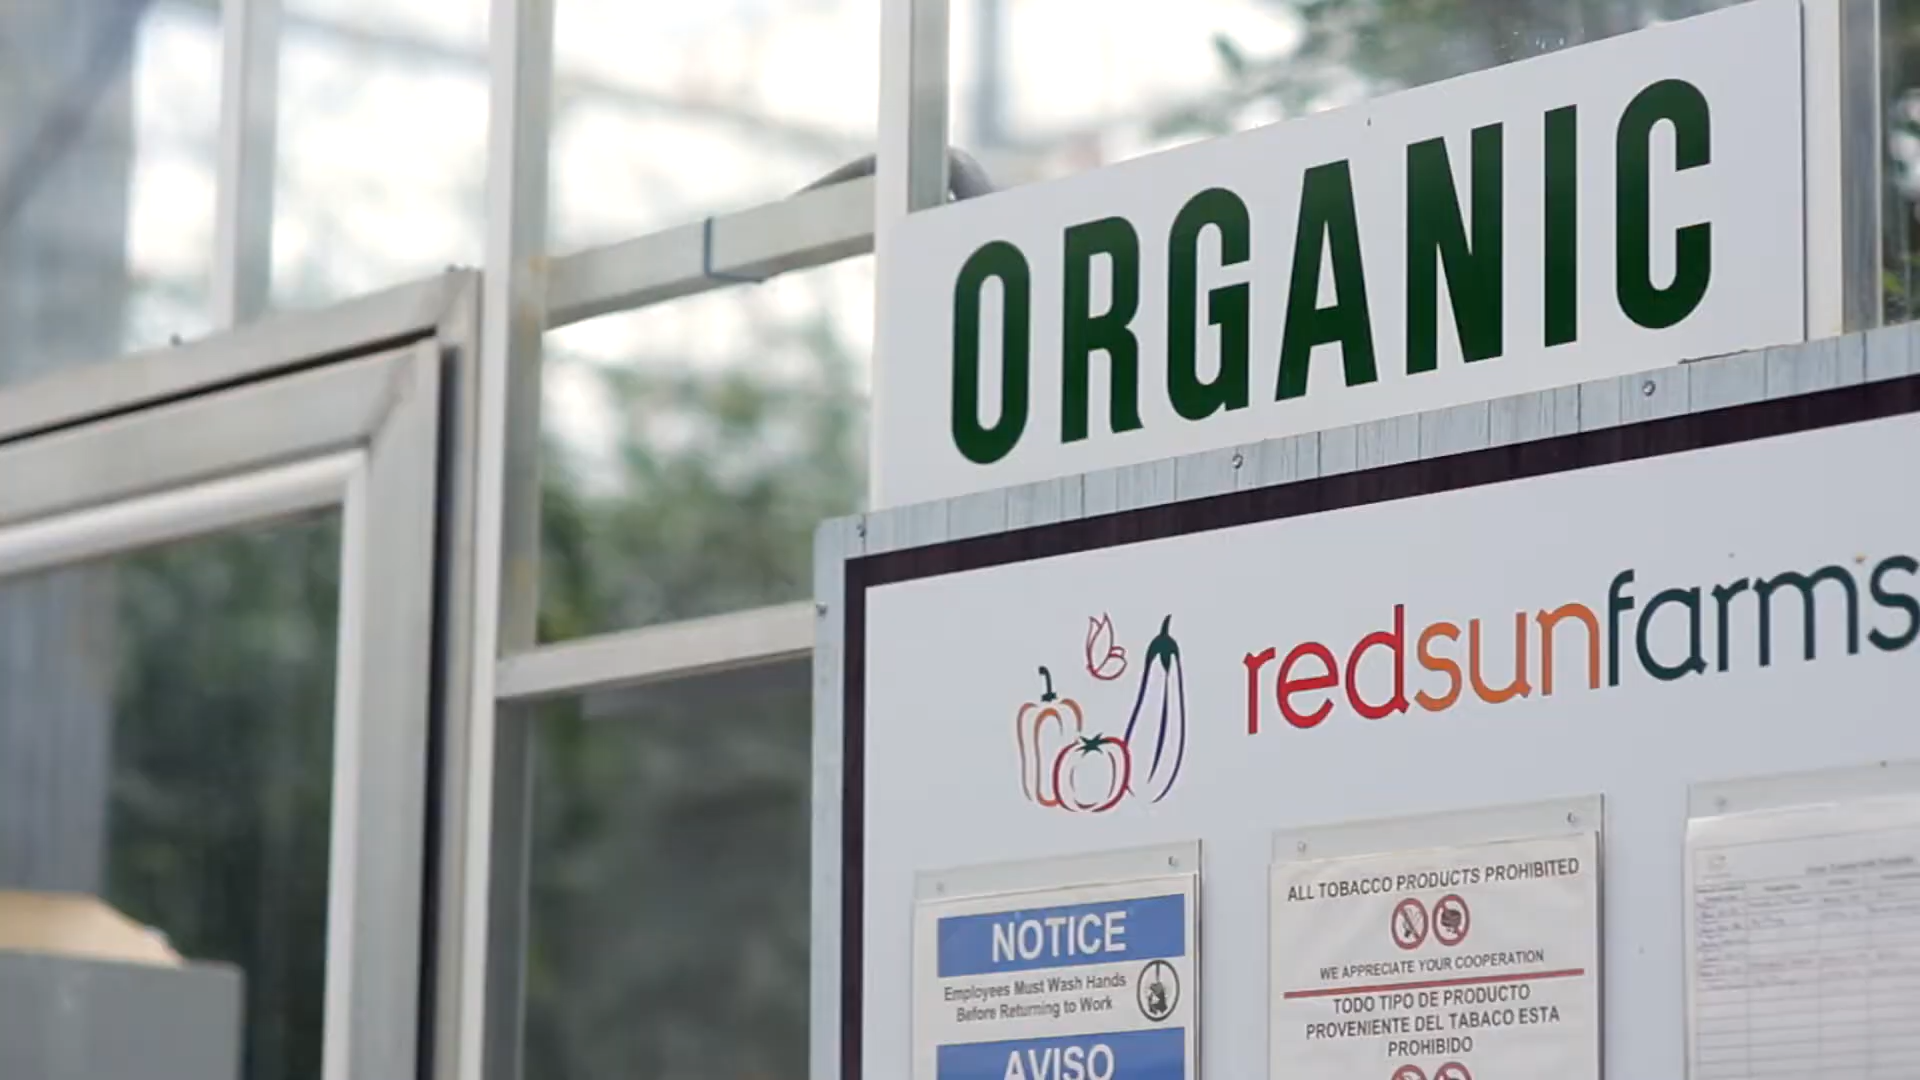 ORGANIC
redsunfarms
NOTICE
Employees Must Wash Hands
Before Returning to Work
AVISO
ALL TOBACCO PRODUCTS PROHIBITED
WE APPRECIATE YOUR COOPERATION
TODO TIPO DE PRODUCTO
PROVENIENTE DEL TABACO ESTA
PROHIBIDO